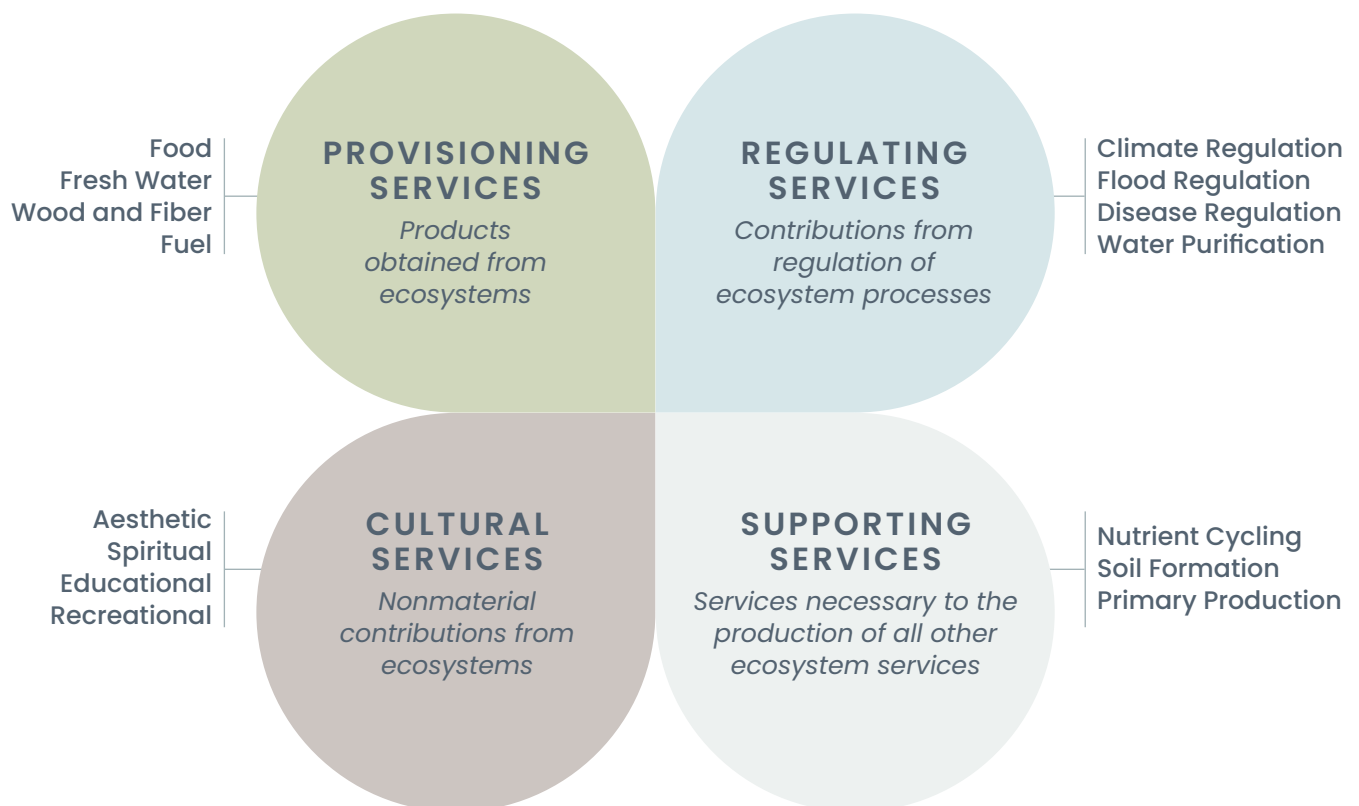 Food
Fresh Water
Wood and Fiber
Fuel
PROVISIONING
SERVICES
Products
obtained from
ecosystems
REGULATING
SERVICES
Contributions from
regulation of
ecosystem processes
Climate Regulation
Flood Regulation
Disease Regulation
Water Purification
Aesthetic
Spiritual
Educational
Recreational
CULTURAL
SERVICES
Nonmaterial
contributions from
ecosystems
SUPPORTING
SERVICES
Services necessary to the
production of all other
ecosystem services
Nutrient Cycling
Soil Formation
Primary Production